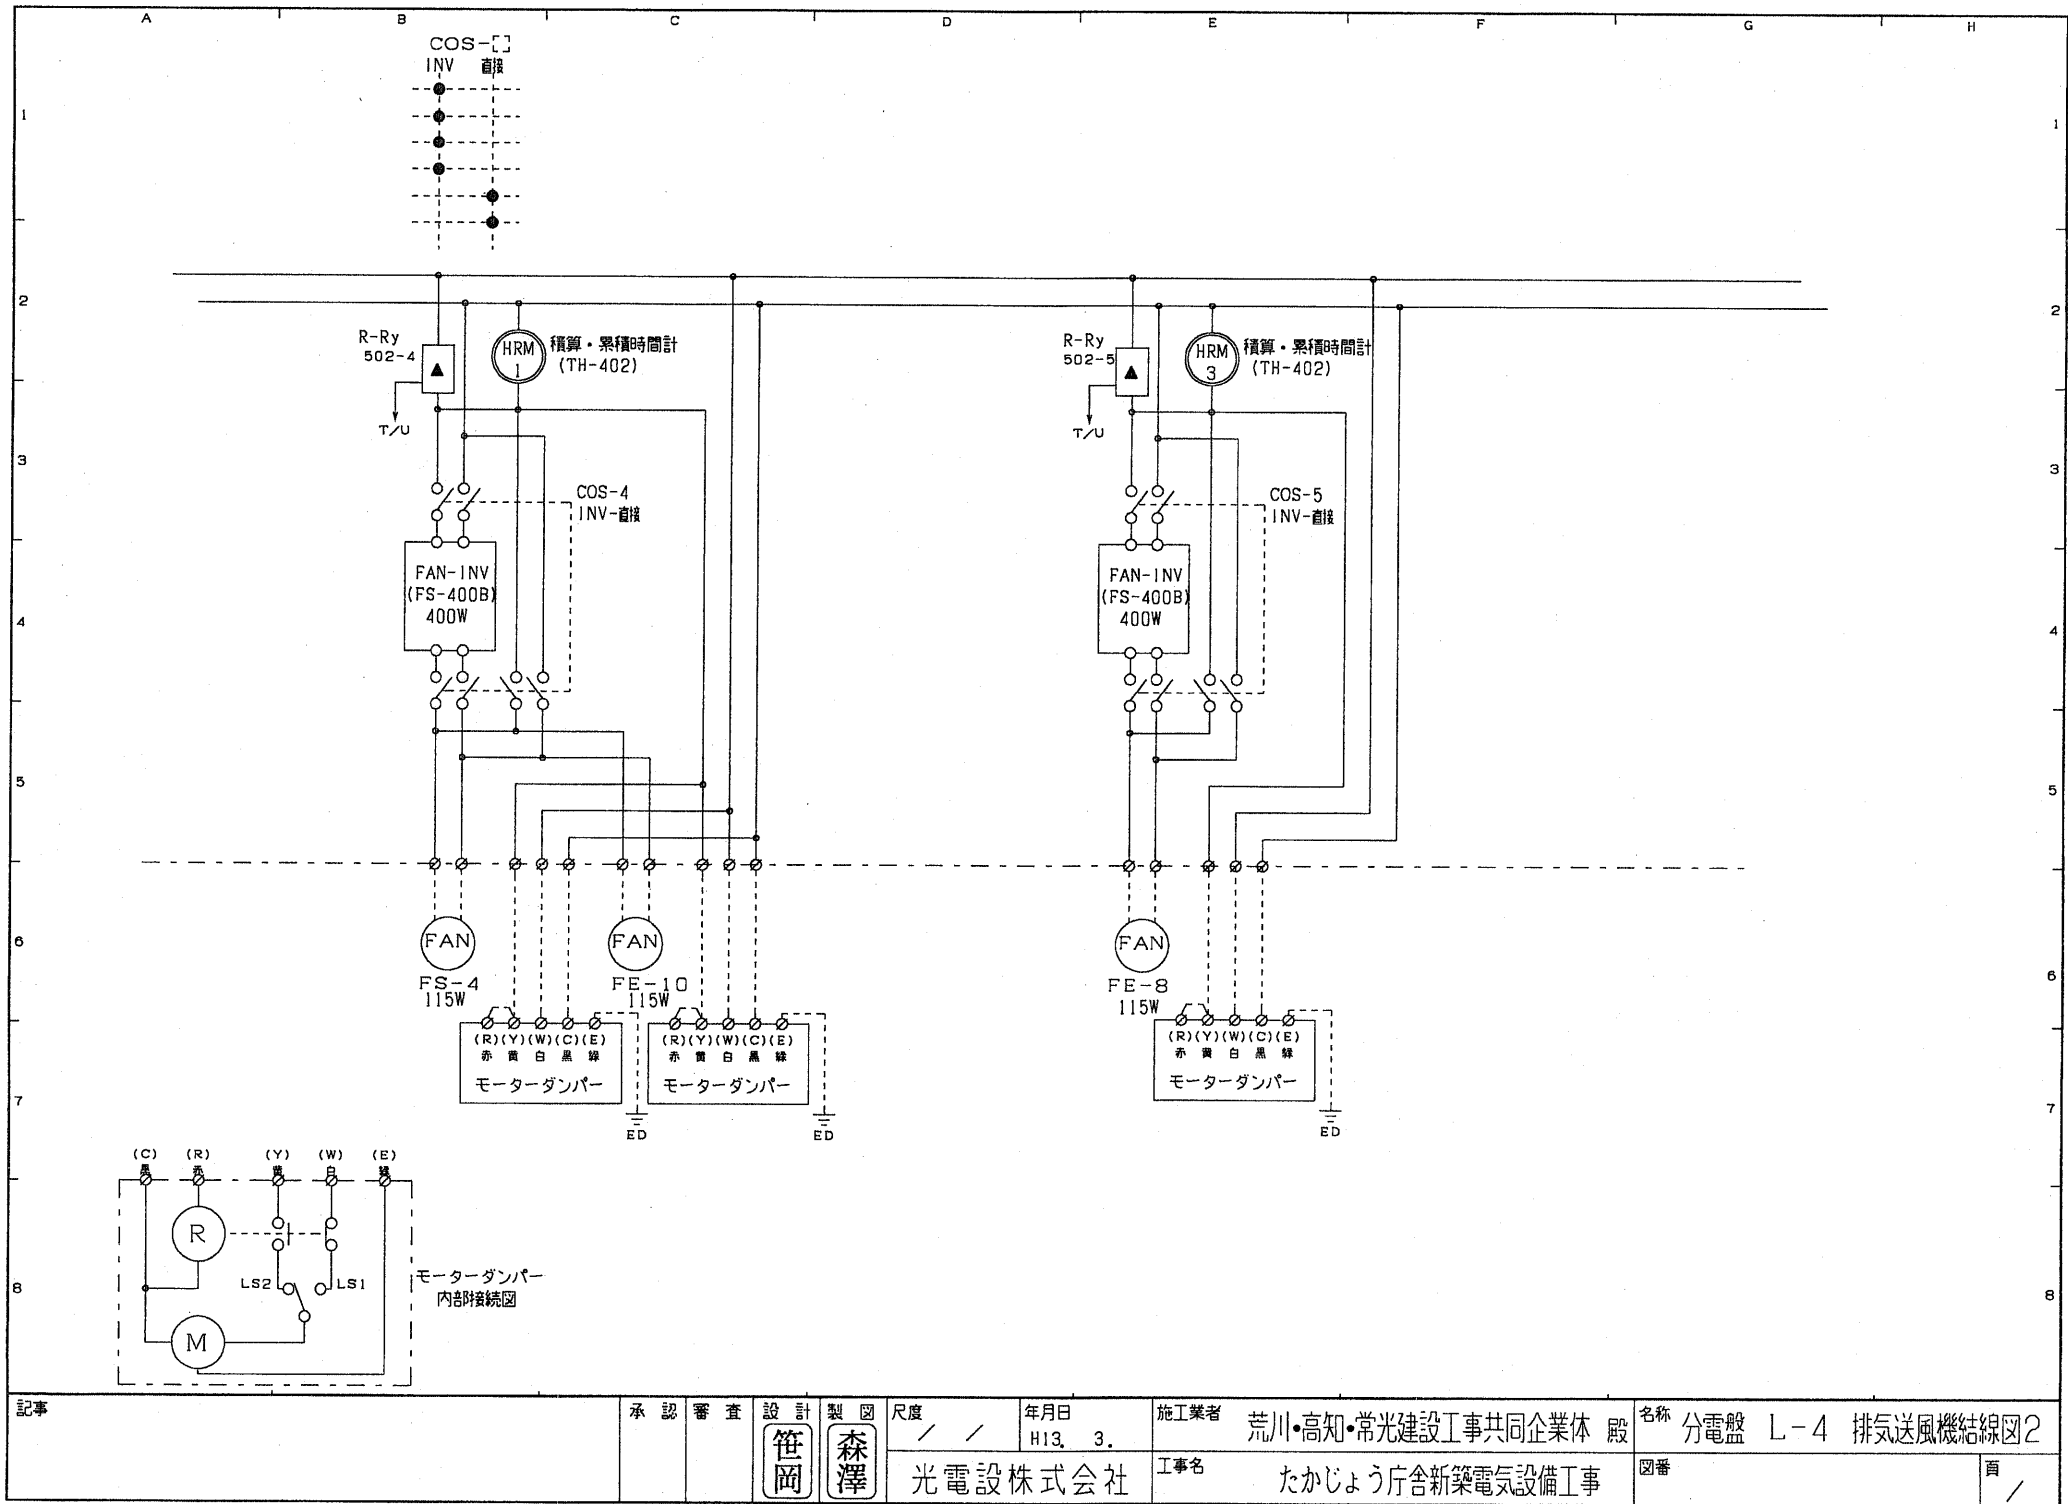 A B C D E F G H
COS-[ ]
INV 直接
1 1
2 2
R-Ry
502-4
HRM
1
積算・累積時間計
(TH-402)
R-Ry
502-5
HRM
3
積算・累積時間計
(TH-402)
T/U
T/U
3 3
COS-4
INV-直接
COS-5
INV-直接
FAN-INV
(FS-400B)
400W
FAN-INV
(FS-400B)
400W
4 4
5 5
6 6
FAN
FS-4
115W
FAN
FE-10
115W
FAN
FE-8
115W
(R)(Y)(W)(C)(E)
赤 黄 白 黒 緑
モーターダンパー
ED
(R)(Y)(W)(C)(E)
赤 黄 白 黒 緑
モーターダンパー
ED
(R)(Y)(W)(C)(E)
赤 黄 白 黒 緑
モーターダンパー
ED
7 7
(C) (R) (Y) (W) (E)
黒 赤 黄 白 緑
R
LS2 LS1
M
モーターダンパー
内部接続図
8 8
記事
承認 審査 設計 製図
笹岡
森澤
尺度
/ /
年月日
H13. 3.
光電設株式会社
施工業者 荒川・高知・常光建設工事共同企業体 殿
工事名 たかじょう庁舎新築電気設備工事
名称 分電盤 L-4 排気送風機結線図2
図番
頁
/